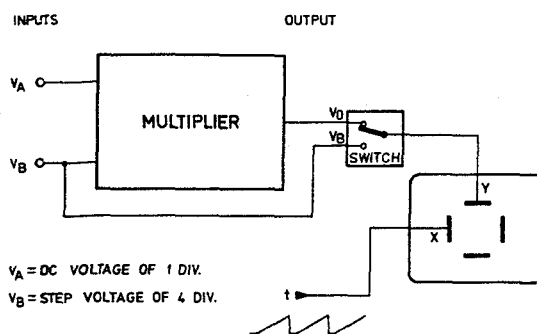 INPUTS
OUTPUT
VA
MULTIPLIER
VO
VB
VB
SWITCH
Y
X
VA = DC VOLTAGE OF 1 DIV.
VB = STEP VOLTAGE OF 4 DIV.
t